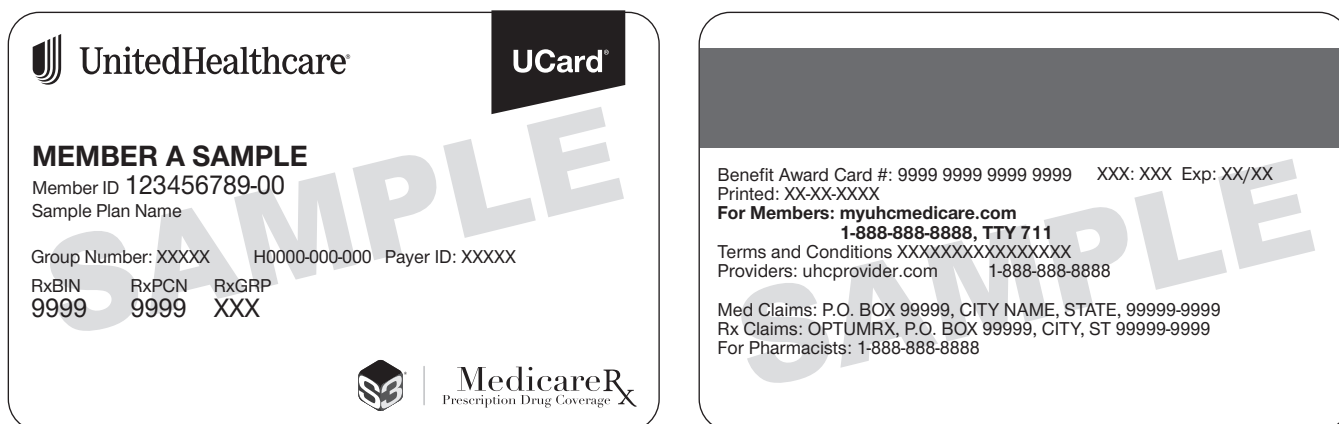 UnitedHealthcare®
UCard®
SAMPLE
MEMBER A SAMPLE
Member ID 123456789-00
Sample Plan Name
Group Number: XXXXX H0000-000-000 Payer ID: XXXXX
RxBIN RxPCN RxGRP
9999 9999 XXX
S3
MedicareRx
Prescription Drug Coverage
SAMPLE
Benefit Award Card #: 9999 9999 9999 9999 XXX: XXX Exp: XX/XX
Printed: XX-XX-XXXX
For Members: myuhcmedicare.com
1-888-888-8888, TTY 711
Terms and Conditions XXXXXXXXXXXXXXXX
Providers: uhcprovider.com 1-888-888-8888
Med Claims: P.O. BOX 99999, CITY NAME, STATE, 99999-9999
Rx Claims: OPTUMRX, P.O. BOX 99999, CITY, ST 99999-9999
For Pharmacists: 1-888-888-8888